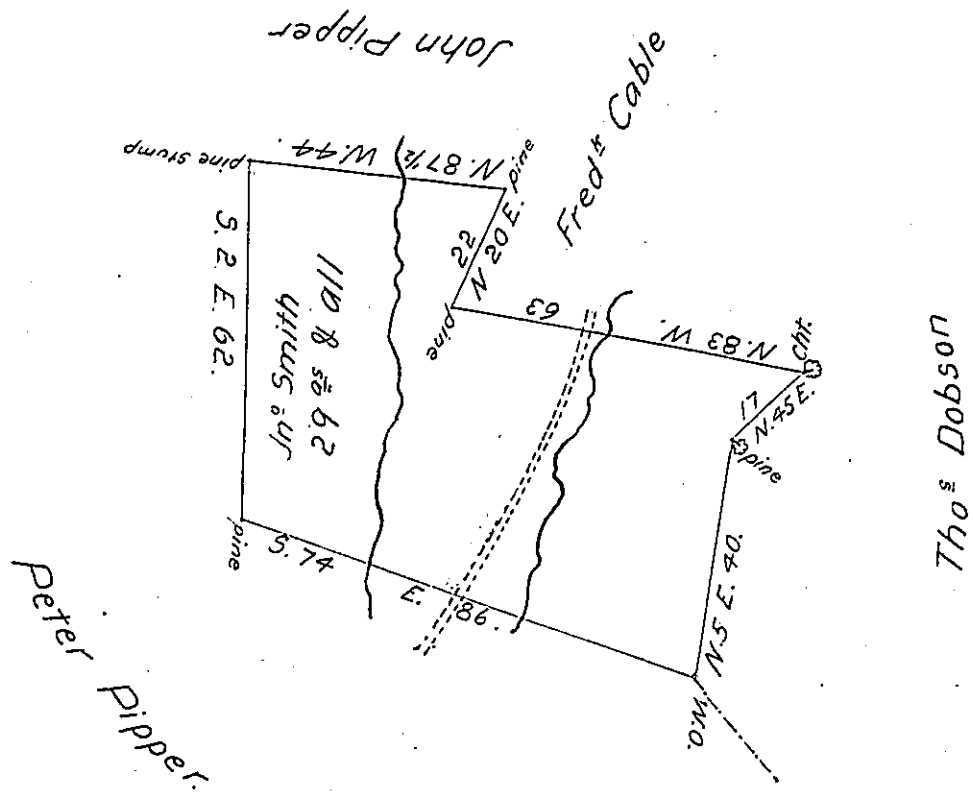 John Pipper
Fred^k Cable
pine stump
N. 87½ W. 44.
pine
N 20 E.
22
pine
63
N. 83 W.
Cht.
17
N. 45 E.
pine
N. 5 E. 40.
W.O.
S. 74 E. 86.
pine
S. 2 E. 62.
Jn° Smith
29 a^s & all
Tho^s Dobson
Peter Pipper.